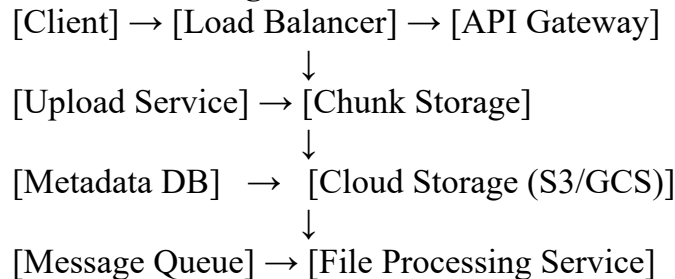 [Client] → [Load Balancer] → [API Gateway]
↓
[Upload Service] → [Chunk Storage]
↓
[Metadata DB] → [Cloud Storage (S3/GCS)]
↓
[Message Queue] → [File Processing Service]